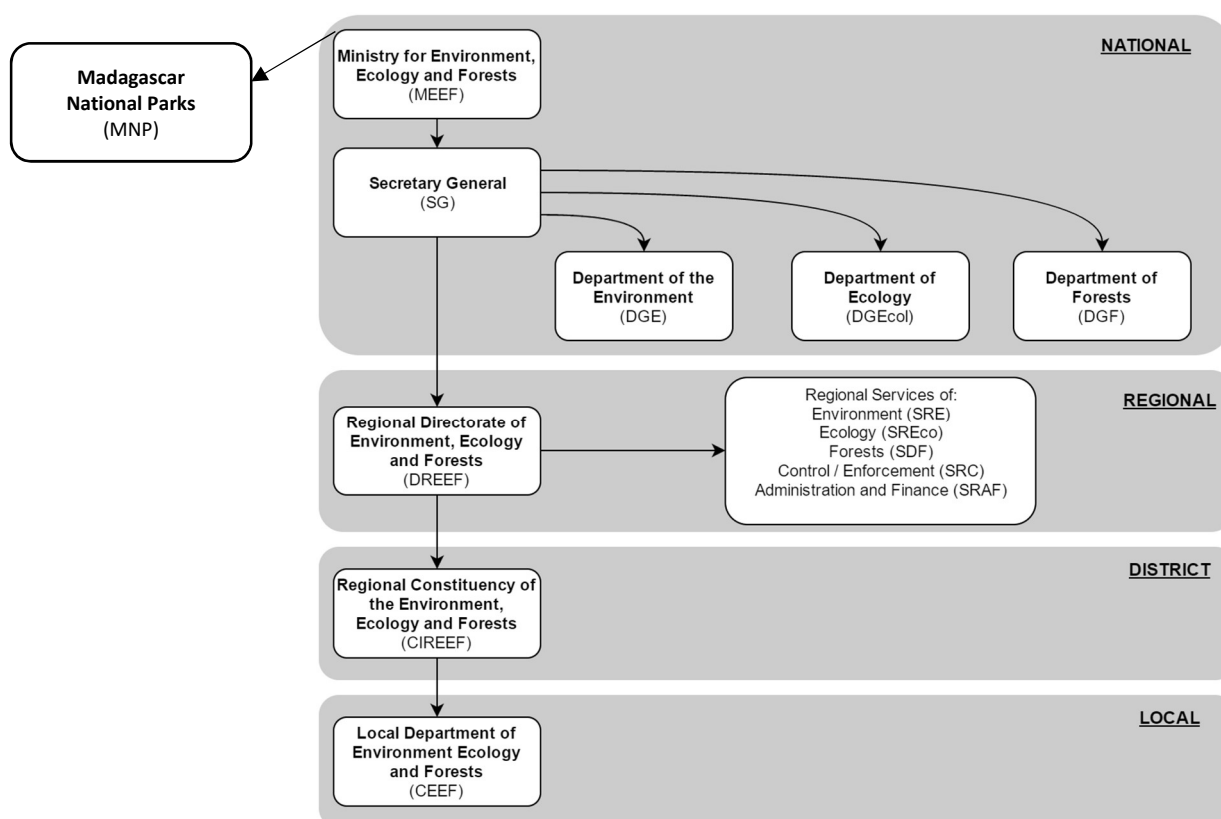 NATIONAL
Madagascar
National Parks
(MNP)
Ministry for Environment,
Ecology and Forests
(MEEF)
Secretary General
(SG)
Department of the
Environment
(DGE)
Department of
Ecology
(DGEcol)
Department of
Forests
(DGF)
REGIONAL
Regional Directorate of
Environment, Ecology
and Forests
(DREEF)
Regional Services of:
Environment (SRE)
Ecology (SREco)
Forests (SDF)
Control / Enforcement (SRC)
Administration and Finance (SRAF)
DISTRICT
Regional Constituency of
the Environment,
Ecology and Forests
(CIREEF)
LOCAL
Local Department of
Environment Ecology
and Forests
(CEEF)